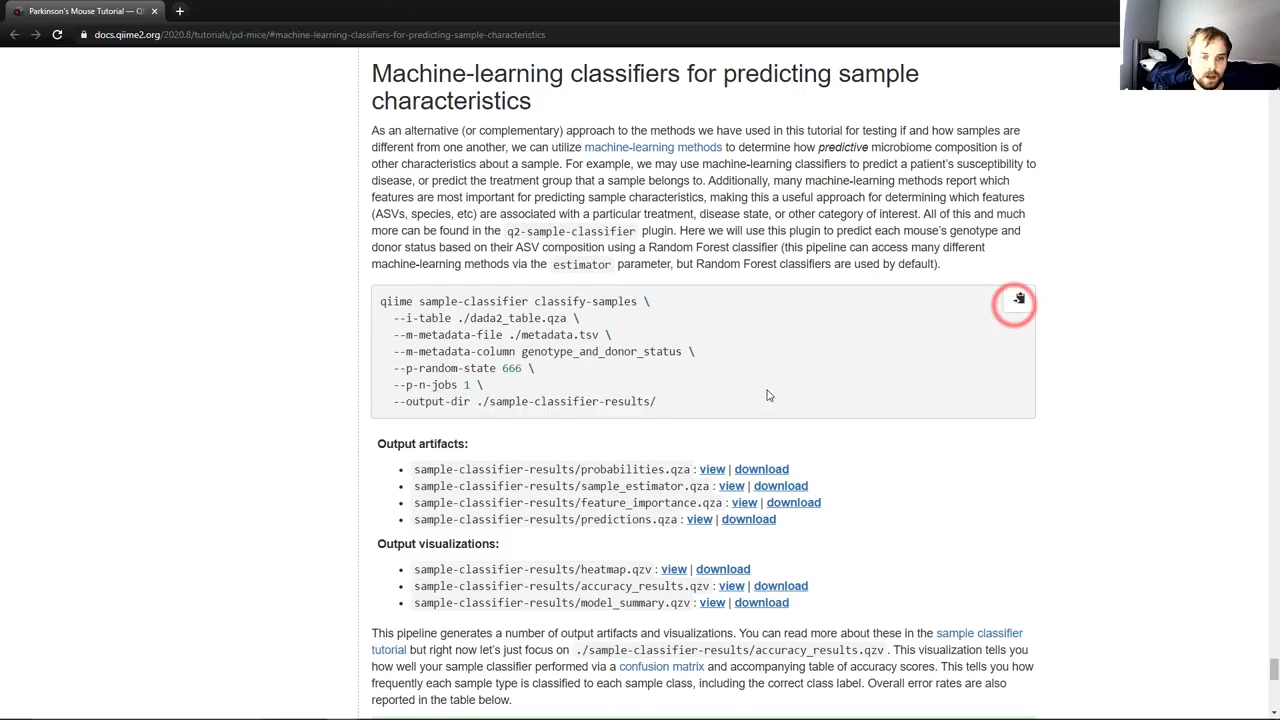 Parkinson's Mouse Tutorial — QI
docs.qiime2.org/2020.8/tutorials/pd-mice/#machine-learning-classifiers-for-predicting-sample-characteristics
Machine-learning classifiers for predicting sample
characteristics
As an alternative (or complementary) approach to the methods we have used in this tutorial for testing if and how samples are
different from one another, we can utilize machine-learning methods to determine how predictive microbiome composition is of
other characteristics about a sample. For example, we may use machine-learning classifiers to predict a patient's susceptibility to
disease, or predict the treatment group that a sample belongs to. Additionally, many machine-learning methods report which
features are most important for predicting sample characteristics, making this a useful approach for determining which features
(ASVs, species, etc) are associated with a particular treatment, disease state, or other category of interest. All of this and much
more can be found in the q2-sample-classifier plugin. Here we will use this plugin to predict each mouse's genotype and
donor status based on their ASV composition using a Random Forest classifier (this pipeline can access many different
machine-learning methods via the estimator parameter, but Random Forest classifiers are used by default).
qiime sample-classifier classify-samples \
--i-table ./dada2_table.qza \
--m-metadata-file ./metadata.tsv \
--m-metadata-column genotype_and_donor_status \
--p-random-state 666 \
--p-n-jobs 1 \
--output-dir ./sample-classifier-results/
Output artifacts:
• sample-classifier-results/probabilities.qza : view | download
• sample-classifier-results/sample_estimator.qza : view | download
• sample-classifier-results/feature_importance.qza : view | download
• sample-classifier-results/predictions.qza : view | download
Output visualizations:
• sample-classifier-results/heatmap.qzv : view | download
• sample-classifier-results/accuracy_results.qzv : view | download
• sample-classifier-results/model_summary.qzv : view | download
This pipeline generates a number of output artifacts and visualizations. You can read more about these in the sample classifier
tutorial but right now let's just focus on ./sample-classifier-results/accuracy_results.qzv. This visualization tells you
how well your sample classifier performed via a confusion matrix and accompanying table of accuracy scores. This tells you how
frequently each sample type is classified to each sample class, including the correct class label. Overall error rates are also
reported in the table below.